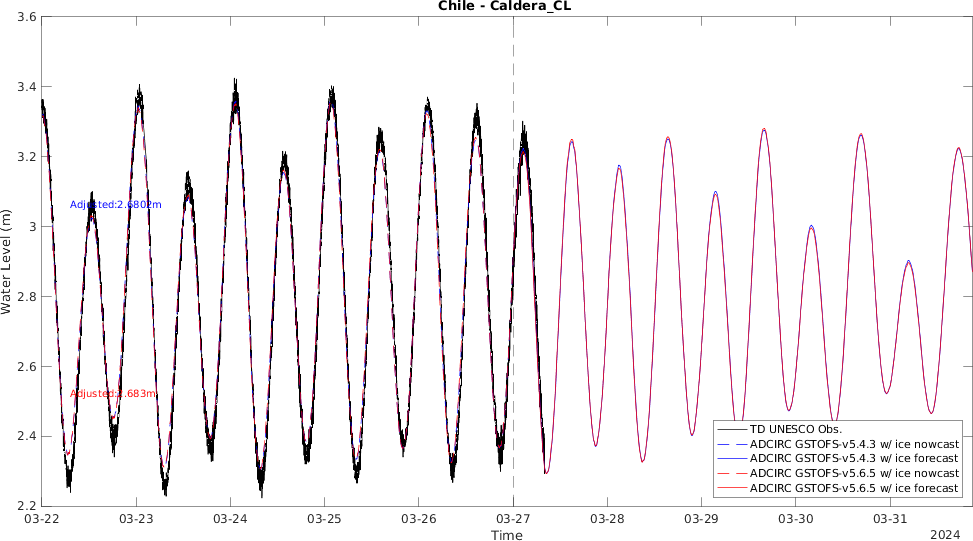 Chile - Caldera_CL
3.6
3.4
3.2
3
2.8
2.6
2.4
2.2
Water Level (m)
Adjusted:2.6802m
Adjusted:2.683m
TD UNESCO Obs.
ADCIRC GSTOFS-v5.4.3 w/ ice nowcast
ADCIRC GSTOFS-v5.4.3 w/ ice forecast
ADCIRC GSTOFS-v5.6.5 w/ ice nowcast
ADCIRC GSTOFS-v5.6.5 w/ ice forecast
03-22 03-23 03-24 03-25 03-26 03-27 03-28 03-29 03-30 03-31
Time
2024